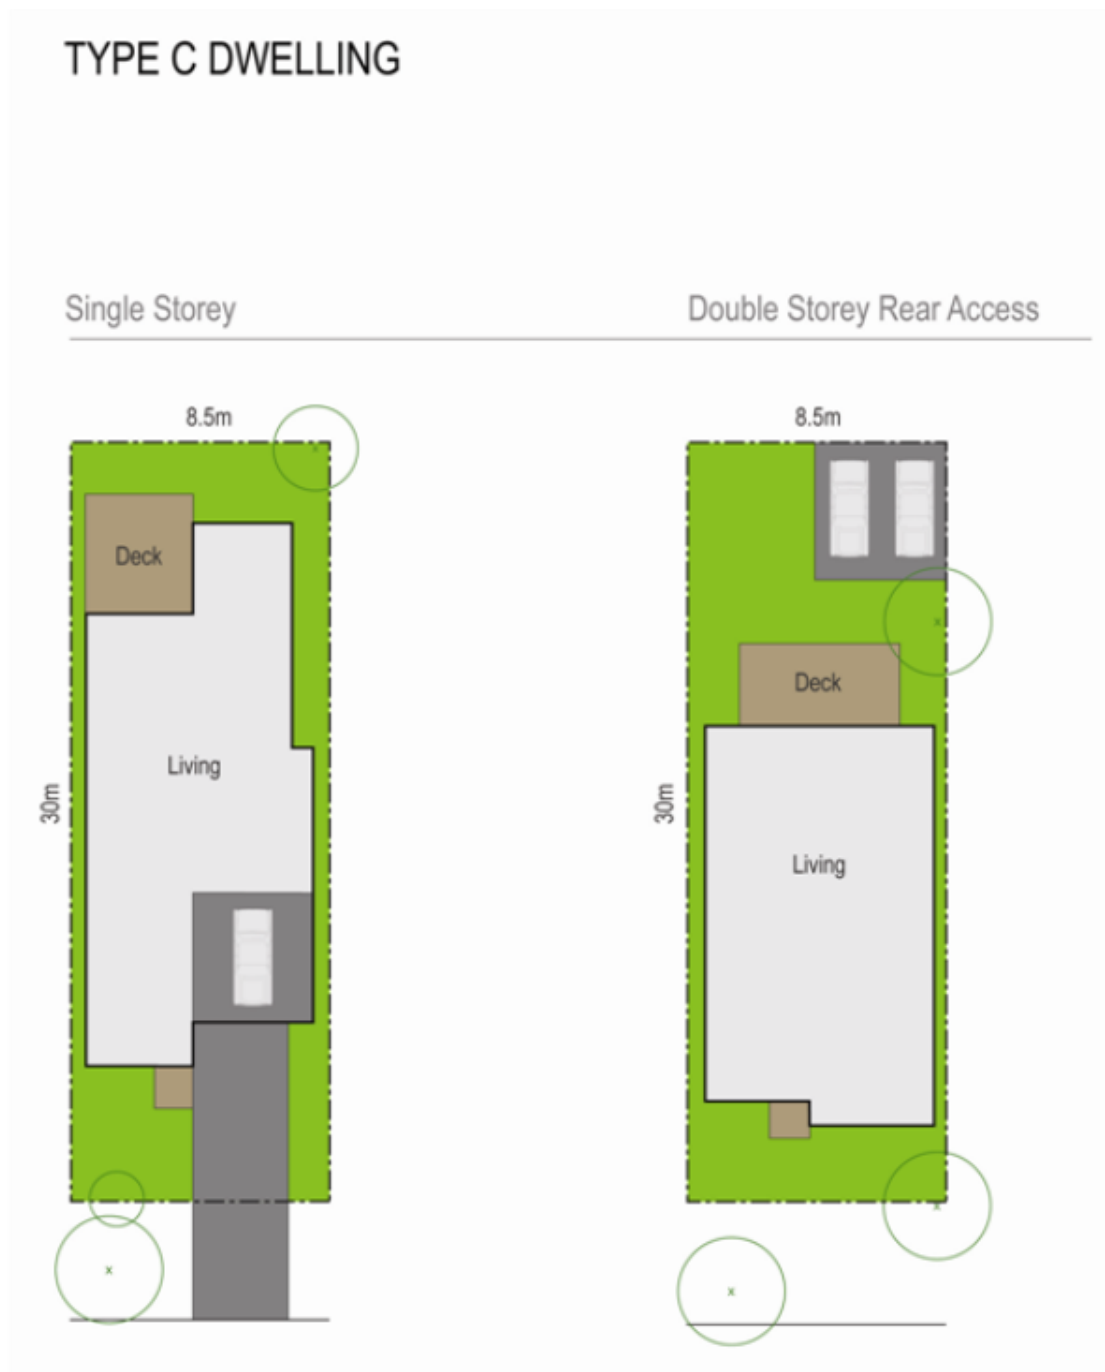 TYPE C DWELLING
Single Storey
Double Storey Rear Access
8.5m
Deck
Living
30m
8.5m
Deck
Living
30m